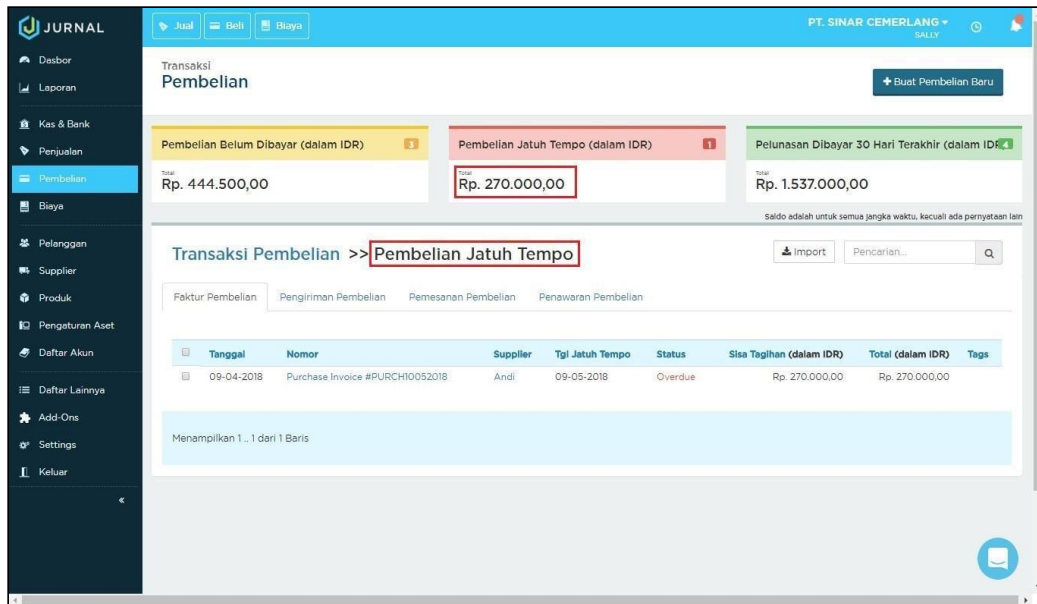 JURNAL
Jual
Beli
Biaya
PT. SINAR CEMERLANG
SALLY
Dasbor
Laporan
Kas & Bank
Penjualan
Pembelian
Biaya
Pelanggan
Supplier
Produk
Pengaturan Aset
Daftar Akun
Daftar Lainnya
Add-Ons
Settings
Keluar
«
Transaksi
Pembelian
+ Buat Pembelian Baru
Pembelian Belum Dibayar (dalam IDR) 3
Total
Rp. 444.500,00
Pembelian Jatuh Tempo (dalam IDR) 1
Total
Rp. 270.000,00
Pelunasan Dibayar 30 Hari Terakhir (dalam IDR 4
Total
Rp. 1.537.000,00
Saldo adalah untuk semua jangka waktu, kecuali ada pernyataan lain
Transaksi Pembelian >> Pembelian Jatuh Tempo
Import
Pencarian...
Faktur Pembelian Pengiriman Pembelian Pemesanan Pembelian Penawaran Pembelian
Tanggal Nomor Supplier Tgl Jatuh Tempo Status Sisa Tagihan (dalam IDR) Total (dalam IDR) Tags
09-04-2018 Purchase Invoice #PURCH10052018 Andi 09-05-2018 Overdue Rp. 270.000,00 Rp. 270.000,00
Menampilkan 1 .. 1 dari 1 Baris